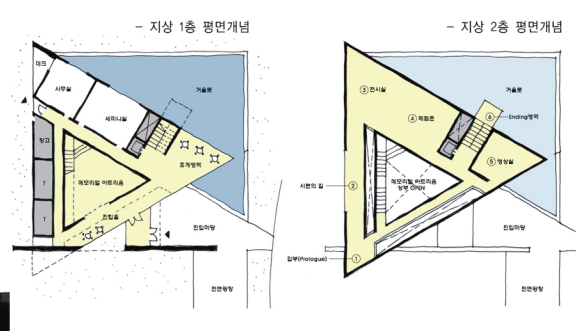 - 지상 1층 평면개념
데크
사무실
거울못
세미나실
창고
휴게영역
T
메모리얼 아트리움
T
진입홀
진입마당
전면광장
- 지상 2층 평면개념
③ 전시실
거울못
④ 체험존
⑥ Ending영역
⑤ 영상실
시련의 길 ②
메모리얼 아트리움
상부 OPEN
진입마당
입부(Prologue) ①
전면광장